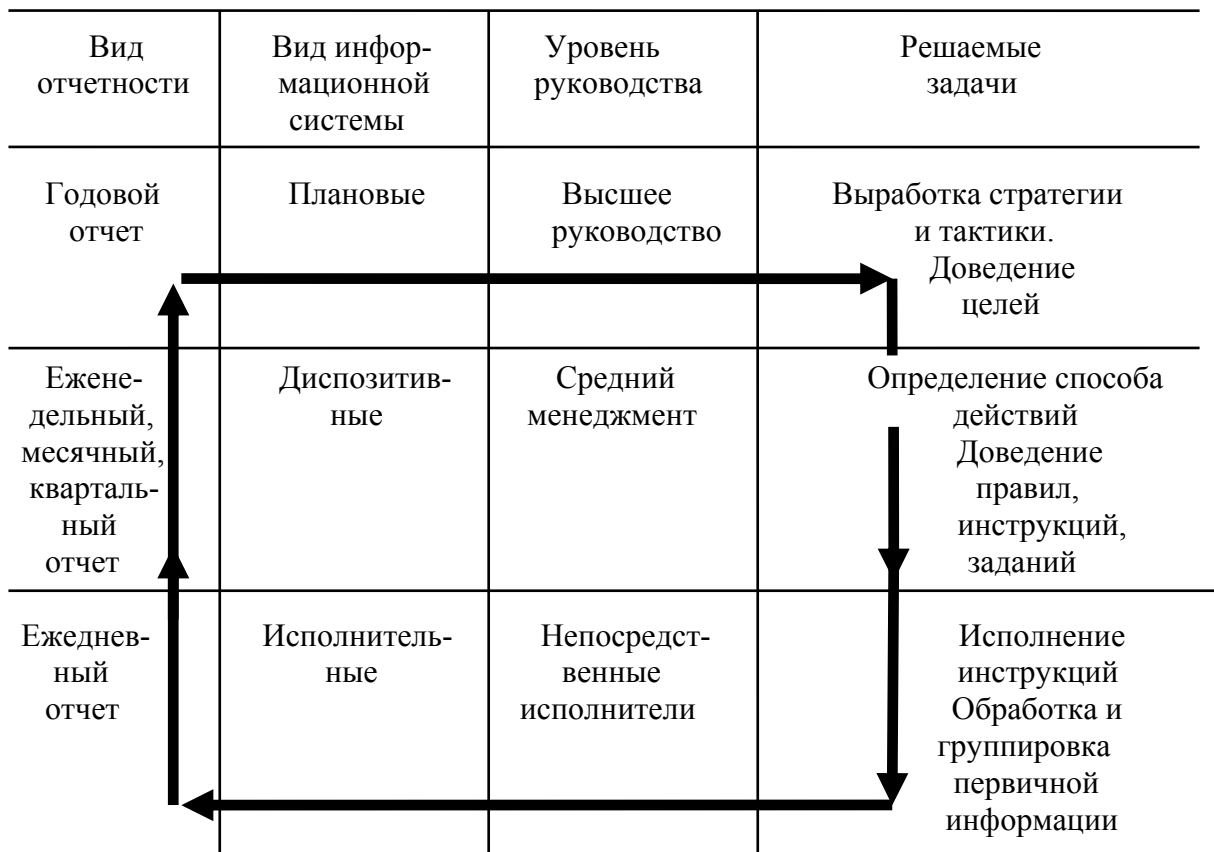 Вид
отчетности
Вид инфор-
мационной
системы
Уровень
руководства
Решаемые
задачи
Годовой
отчет
Плановые
Высшее
руководство
Выработка стратегии
и тактики.
Доведение
целей
Ежене-
дельный,
месячный,
кварталь-
ный
отчет
Диспозитив-
ные
Средний
менеджмент
Определение способа
действий
Доведение
правил,
инструкций,
заданий
Ежеднев-
ный
отчет
Исполнитель-
ные
Непосредст-
венные
исполнители
Исполнение
инструкций
Обработка и
группировка
первичной
информации